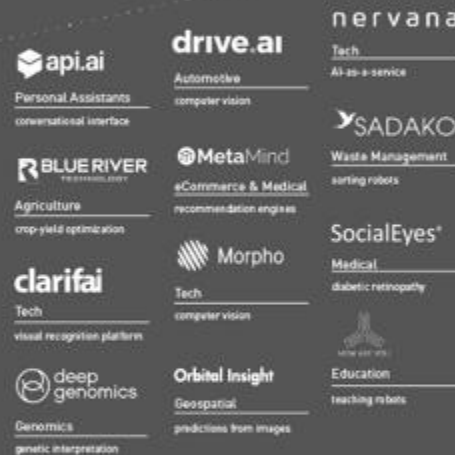 api.ai
Personal Assistants
conversational interface
BLUE RIVER
TECHNOLOGY
Agriculture
crop-yield optimization
clarifai
Tech
visual recognition platform
deep
genomics
Genomics
genetic interpretation
drive.ai
Automotive
computer vision
MetaMind
eCommerce & Medical
recommendation engines
Morpho
Tech
computer vision
Orbital Insight
Geospatial
predictions from images
nervana
Tech
AI-as-a-service
SADAKO
Waste Management
sorting robots
SocialEyes*
Medical
diabetic retinopathy
Education
teaching robots